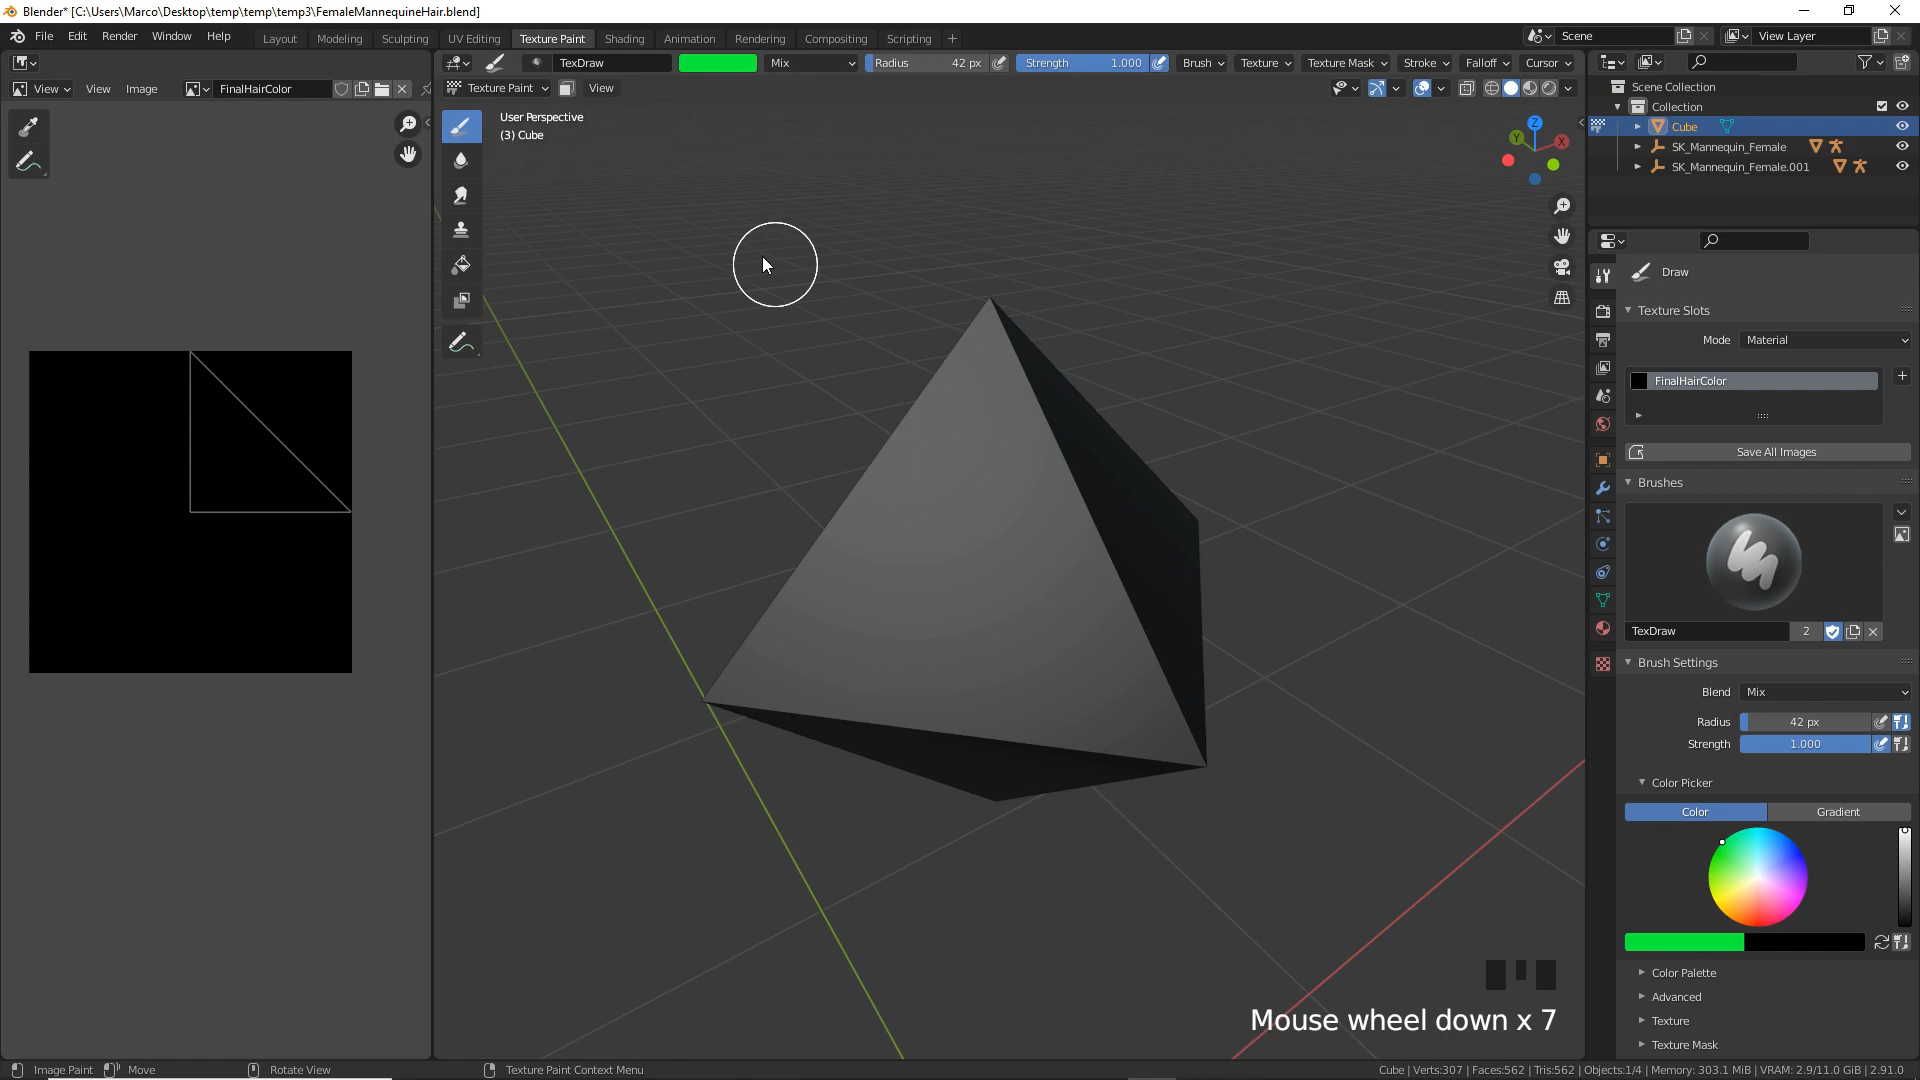 Blender* [C:\Users\Marco\Desktop\temp\temp\temp3\FemaleMannequineHair.blend]
File Edit Render Window Help Layout Modeling Sculpting UV Editing Texture Paint Shading Animation Rendering Compositing Scripting + Scene View Layer
TexDraw Mix Radius 42 px Strength 1.000 Brush Texture Texture Mask Stroke Falloff Cursor
View View Image FinalHairColor Texture Paint View
User Perspective
(3) Cube
Z
Y
X
Scene Collection
Collection
Cube
SK_Mannequin_Female
SK_Mannequin_Female.001
Draw
Texture Slots
Mode Material
FinalHairColor
Save All Images
Brushes
TexDraw 2
Brush Settings
Blend Mix
Radius 42 px
Strength 1.000
Color Picker
Color Gradient
Color Palette
Advanced
Texture
Texture Mask
Mouse wheel down x 7
Image Paint Move Rotate View Texture Paint Context Menu Cube | Verts:307 | Faces:562 | Tris:562 | Objects:1/4 | Memory: 303.1 MiB | VRAM: 2.9/11.0 GiB | 2.91.0